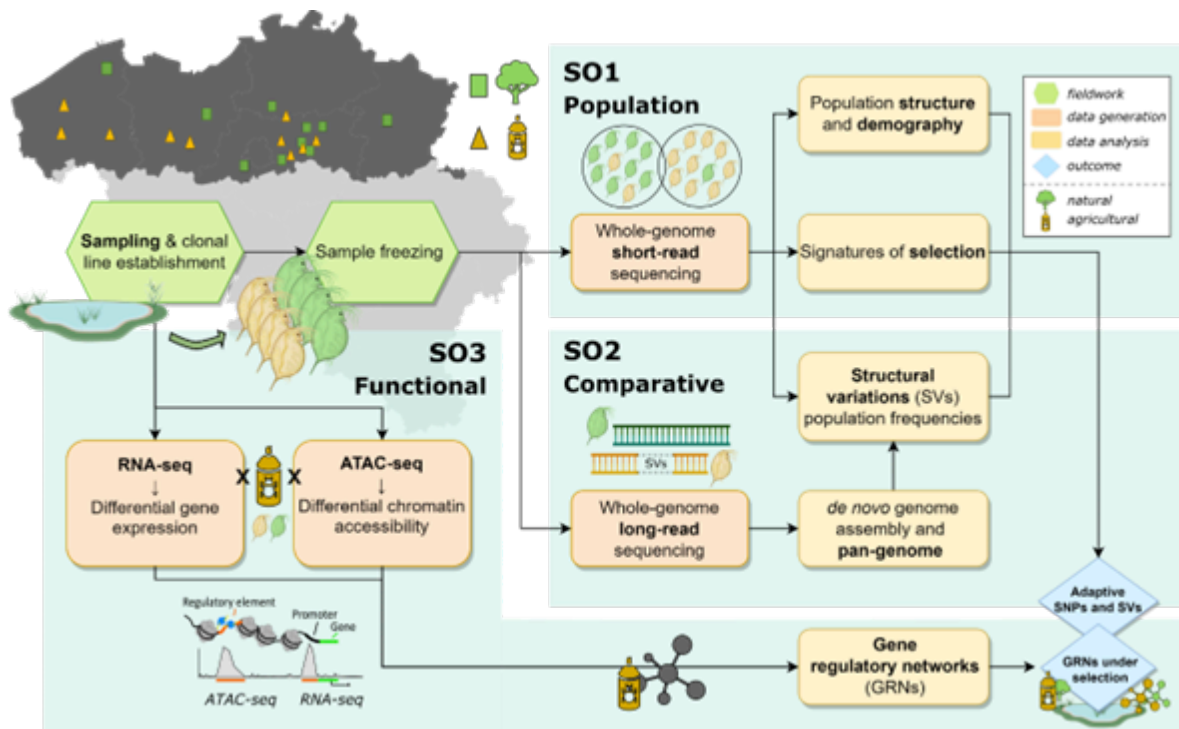 SO1
Population
Population structure
and demography
fieldwork
data generation
data analysis
outcome
natural
agricultural
Sampling & clonal
line establishment
Sample freezing
Whole-genome
short-read
sequencing
Signatures of selection
SO3
Functional
SO2
Comparative
Structural
variations (SVs)
population frequencies
SVs
RNA-seq
↓
Differential gene
expression
X
X
ATAC-seq
↓
Differential chromatin
accessibility
Whole-genome
long-read
sequencing
de novo genome
assembly and
pan-genome
Regulatory element
Promoter
Gene
ATAC-seq
RNA-seq
Gene
regulatory networks
(GRNs)
Adaptive
SNPs and SVs
GRNs under
selection